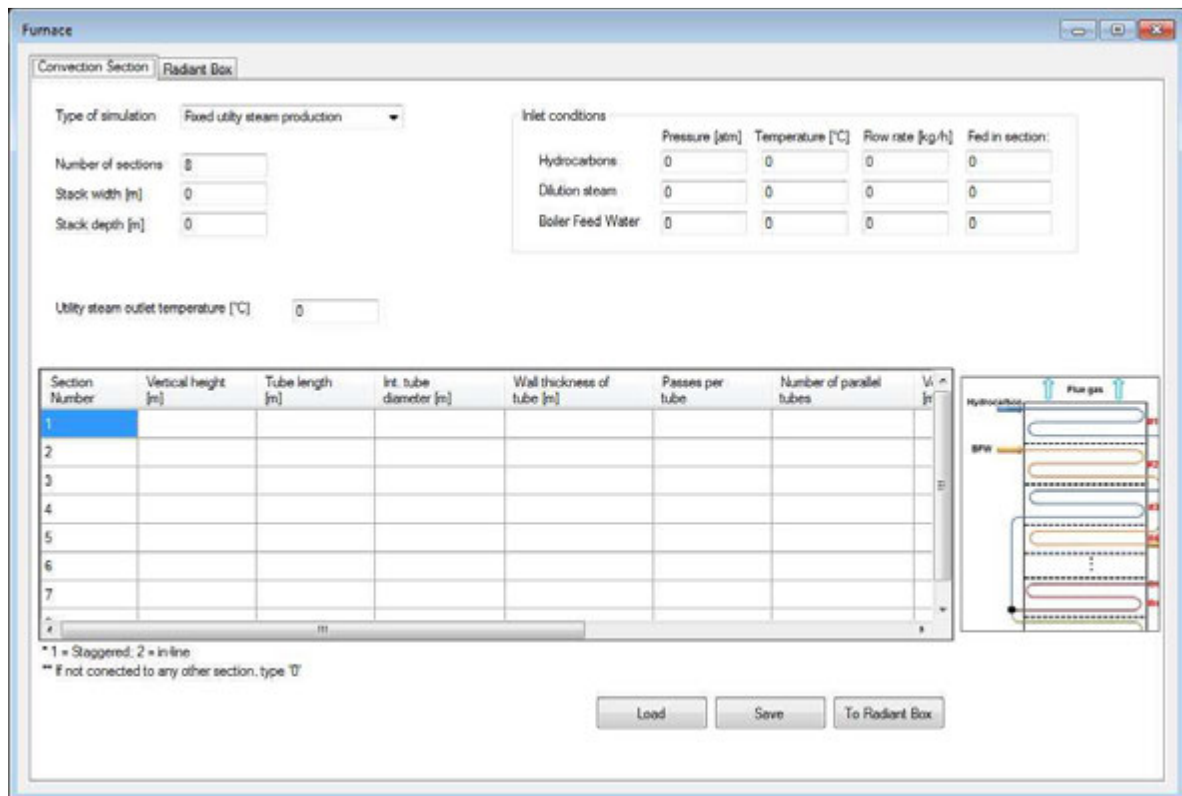 Furnace
Convection Section Radiant Box
Type of simulation Fixed utilty steam production
Number of sections 8
Stack width [m] 0
Stack depth [m] 0
Inlet conditions
Pressure [atm] Temperature [°C] Flow rate [kg/h] Fed in section:
Hydrocarbons 0 0 0 0
Dilution steam 0 0 0 0
Boiler Feed Water 0 0 0 0
Utility steam outlet temperature [°C] 0
Section Vertical height Tube length Int. tube Wall thickness of Passes per Number of parallel
Number [m] [m] diameter [m] tube [m] tube tubes
1
2
3
4
5
6
7
Flue gas
BFW
* 1 = Staggered; 2 = in-line
** If not conected to any other section, type '0'
Load Save To Radiant Box